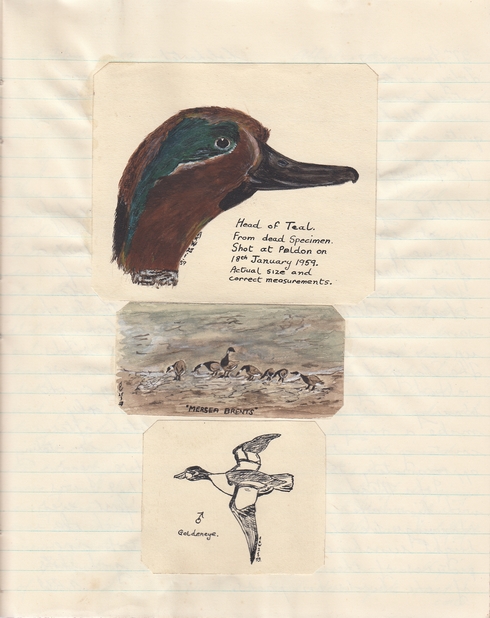 Head of Teal.
From dead Specimen.
Shot at Peldon on
18th January 1959.
Actual size and
correct measurements.
"MERSEA BRENTS"
♂
Goldeneye.